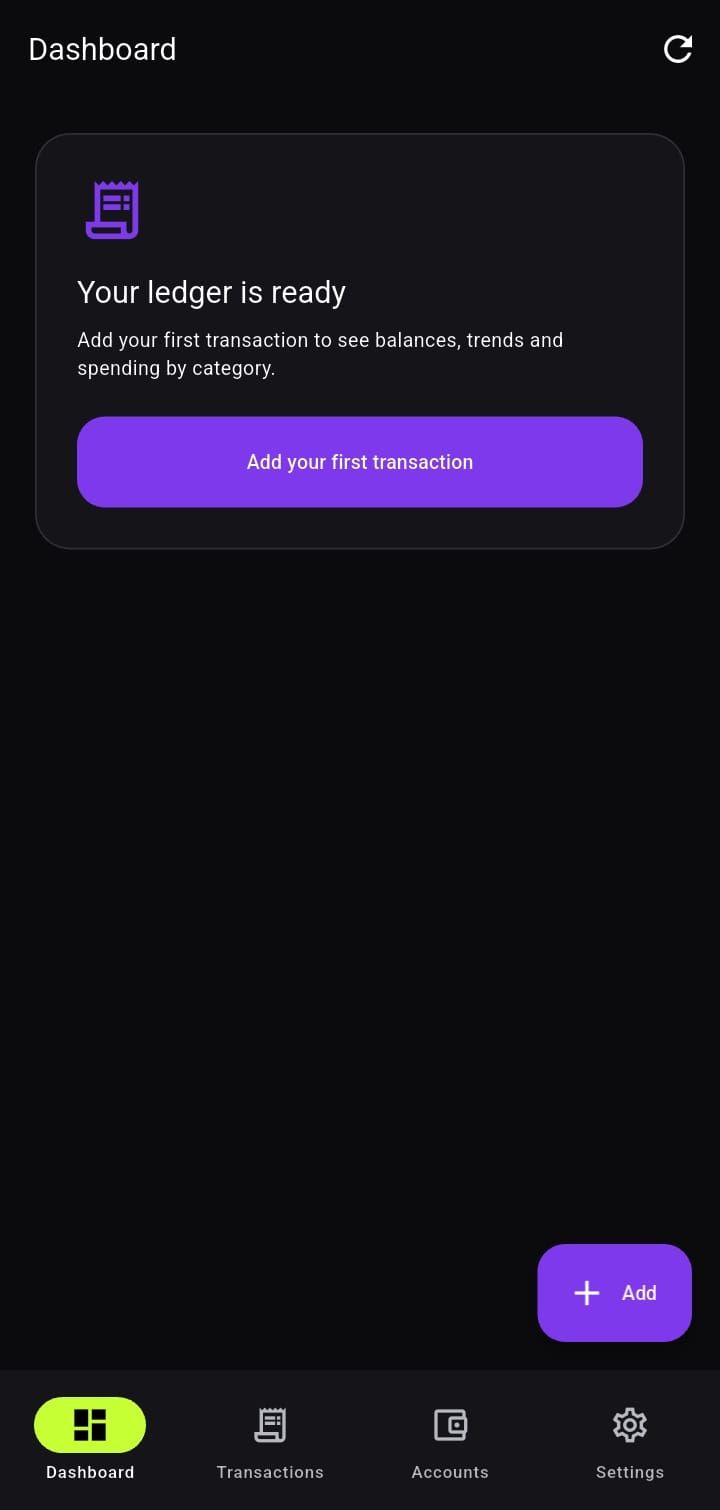 Dashboard
Your ledger is ready
Add your first transaction to see balances, trends and
spending by category.
Add your first transaction
Add
Dashboard
Transactions
Accounts
Settings